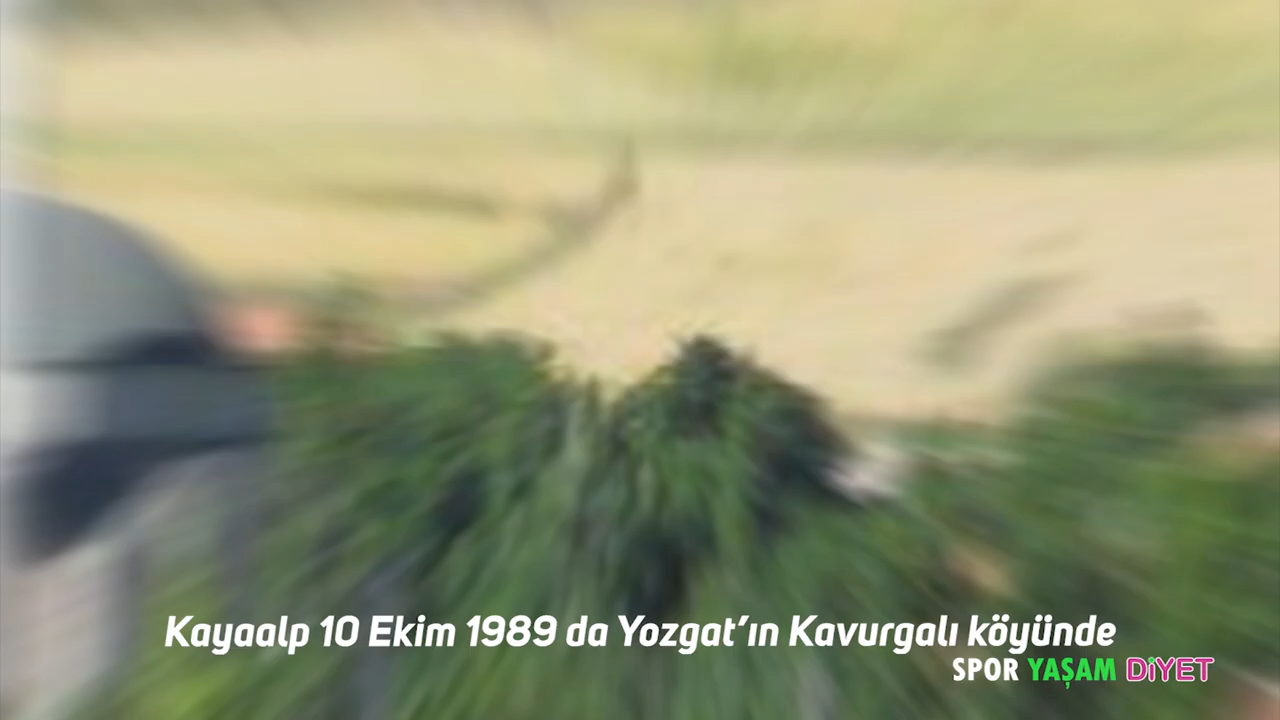 Kayaalp 10 Ekim 1989 da Yozgat’ın Kavurgalı köyünde
SPOR YAŞAM DİYET